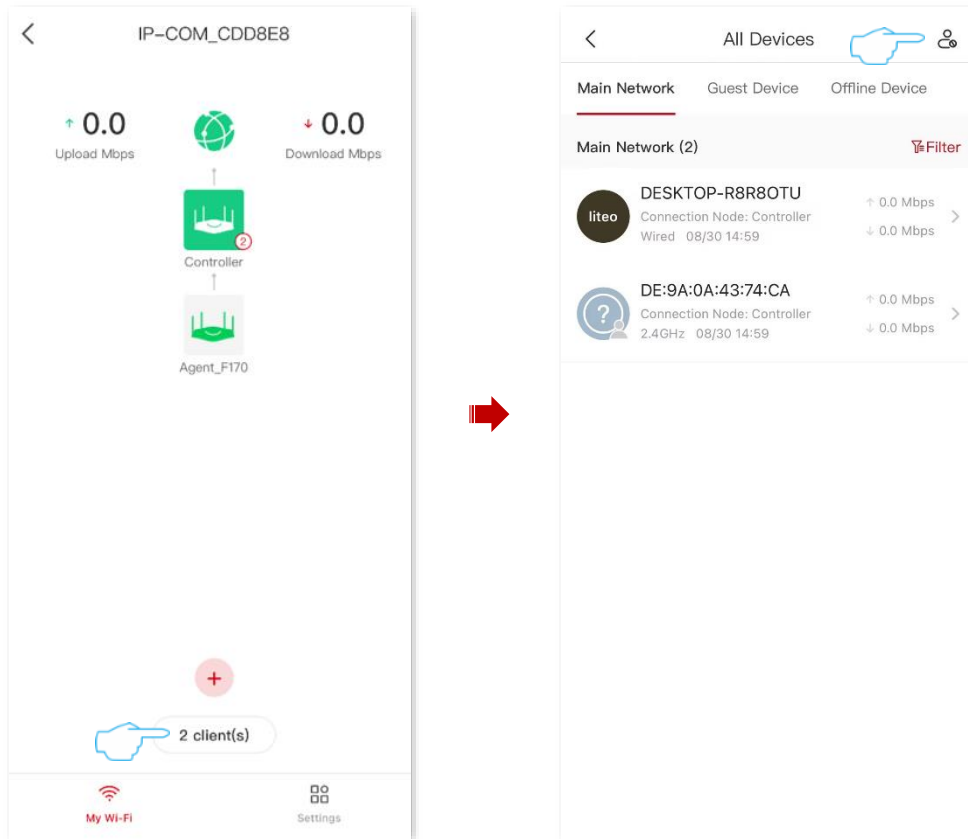 IP-COM_CDD8E8
↑ 0.0
Upload Mbps
↓ 0.0
Download Mbps
2
Controller
Agent_F170
2 client(s)
My Wi-Fi
Settings
All Devices
Main Network Guest Device Offline Device
Main Network (2) Filter
liteo
DESKTOP-R8R8OTU
Connection Node: Controller
Wired 08/30 14:59
↑ 0.0 Mbps
↓ 0.0 Mbps
?
DE:9A:0A:43:74:CA
Connection Node: Controller
2.4GHz 08/30 14:59
↑ 0.0 Mbps
↓ 0.0 Mbps